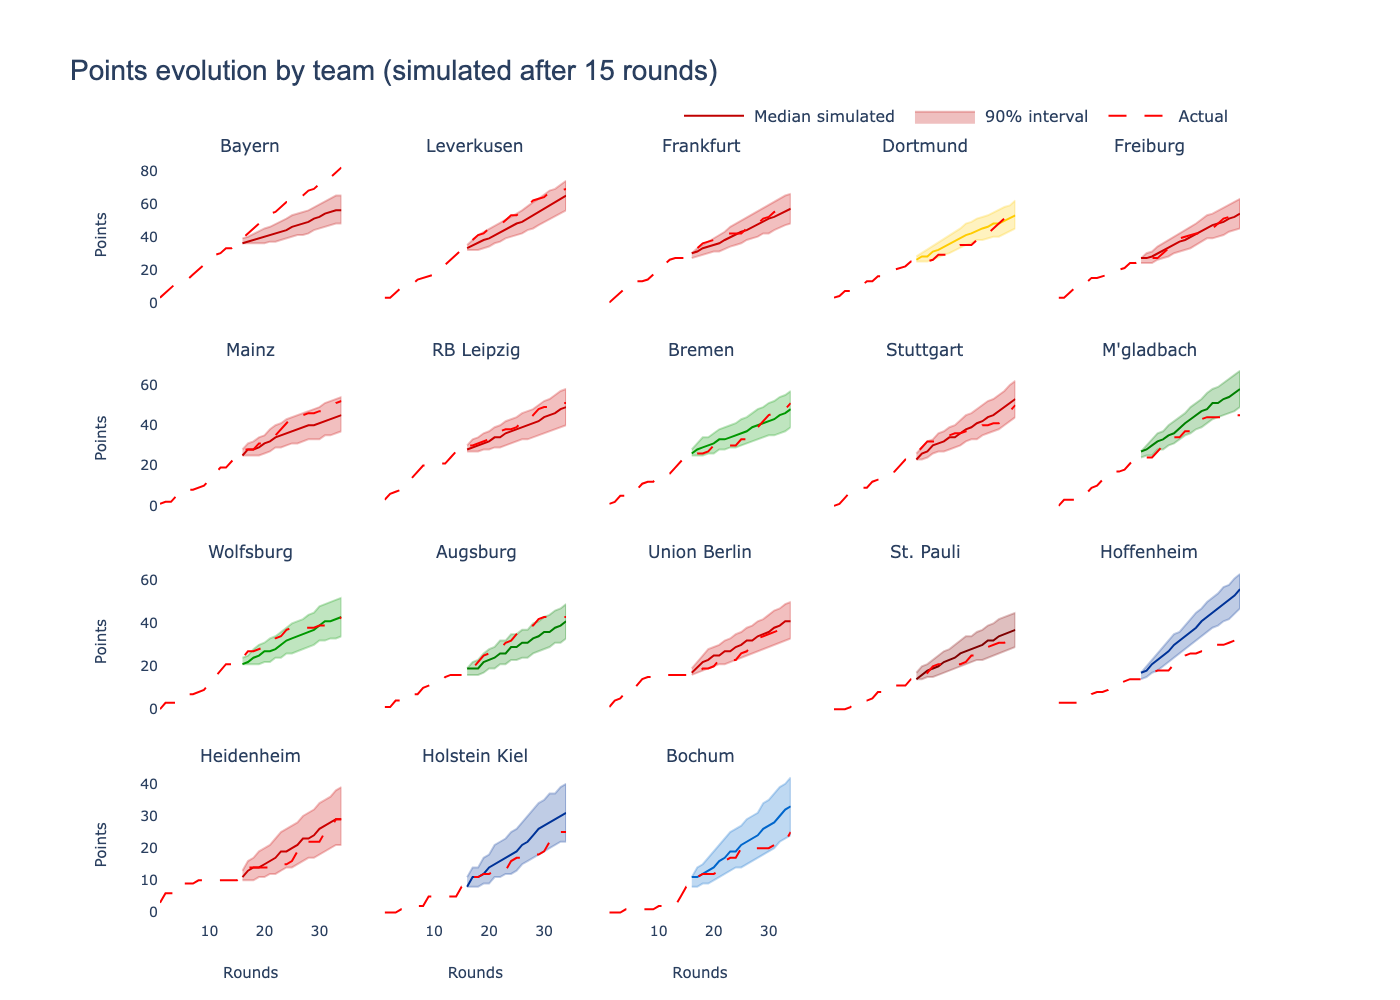 Points evolution by team (simulated after 15 rounds)
Median simulated 90% interval Actual
Bayern Leverkusen Frankfurt Dortmund Freiburg
80
60
40
20
0
Points
Mainz RB Leipzig Bremen Stuttgart M'gladbach
60
40
20
0
Points
Wolfsburg Augsburg Union Berlin St. Pauli Hoffenheim
60
40
20
0
Points
Heidenheim Holstein Kiel Bochum
40
30
20
10
0
Points
10 20 30 10 20 30 10 20 30
Rounds Rounds Rounds